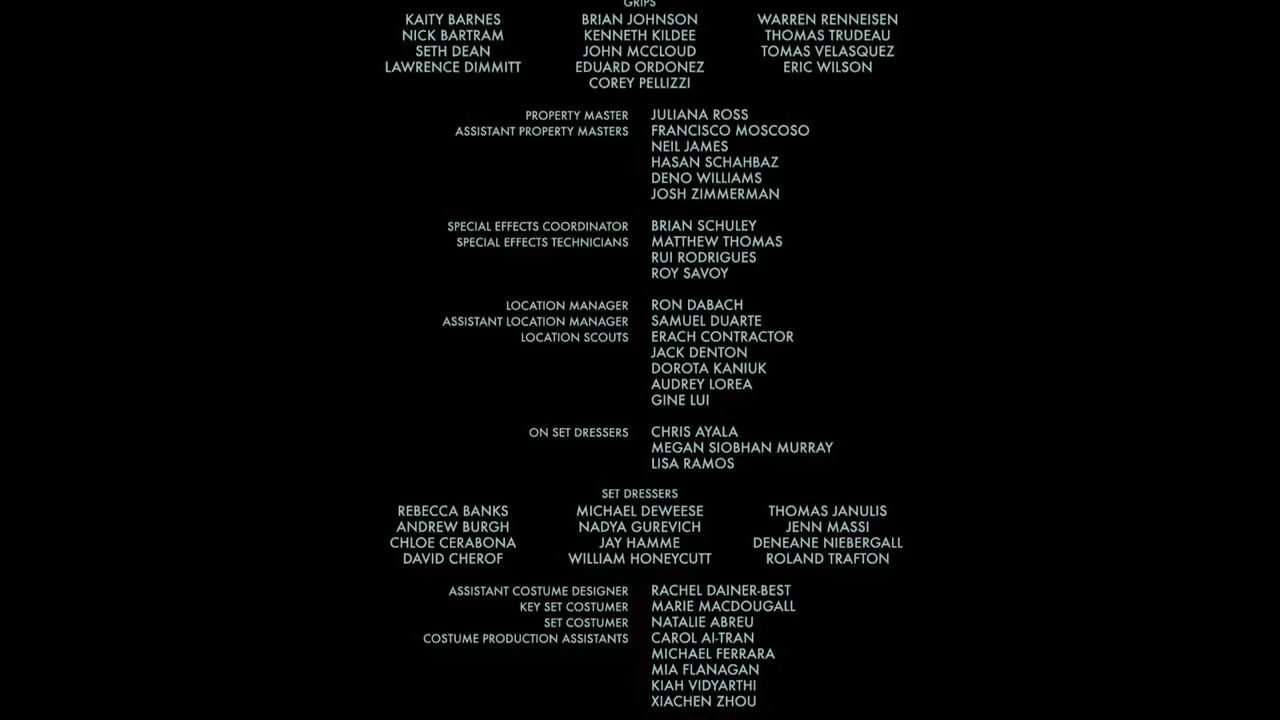 GRIPS
KAITY BARNES BRIAN JOHNSON WARREN RENNEISEN
NICK BARTRAM KENNETH KILDEE THOMAS TRUDEAU
SETH DEAN JOHN MCCLOUD TOMAS VELASQUEZ
LAWRENCE DIMMITT EDUARD ORDONEZ ERIC WILSON
COREY PELLIZZI
PROPERTY MASTER JULIANA ROSS
ASSISTANT PROPERTY MASTERS FRANCISCO MOSCOSO
NEIL JAMES
HASAN SCHAHBAZ
DENO WILLIAMS
JOSH ZIMMERMAN
SPECIAL EFFECTS COORDINATOR BRIAN SCHULEY
SPECIAL EFFECTS TECHNICIANS MATTHEW THOMAS
RUI RODRIGUES
ROY SAVOY
LOCATION MANAGER RON DABACH
ASSISTANT LOCATION MANAGER SAMUEL DUARTE
LOCATION SCOUTS ERACH CONTRACTOR
JACK DENTON
DOROTA KANIUK
AUDREY LOREA
GINE LUI
ON SET DRESSERS CHRIS AYALA
MEGAN SIOBHAN MURRAY
LISA RAMOS
SET DRESSERS
REBECCA BANKS MICHAEL DEWEESE THOMAS JANULIS
ANDREW BURGH NADYA GUREVICH JENN MASSI
CHLOE CERABONA JAY HAMME DENEANE NIEBERGALL
DAVID CHEROF WILLIAM HONEYCUTT ROLAND TRAFTON
ASSISTANT COSTUME DESIGNER RACHEL DAINER-BEST
KEY SET COSTUMER MARIE MACDOUGALL
SET COSTUMER NATALIE ABREU
COSTUME PRODUCTION ASSISTANTS CAROL AI-TRAN
MICHAEL FERRARA
MIA FLANAGAN
KIAH VIDYARTHI
XIACHEN ZHOU